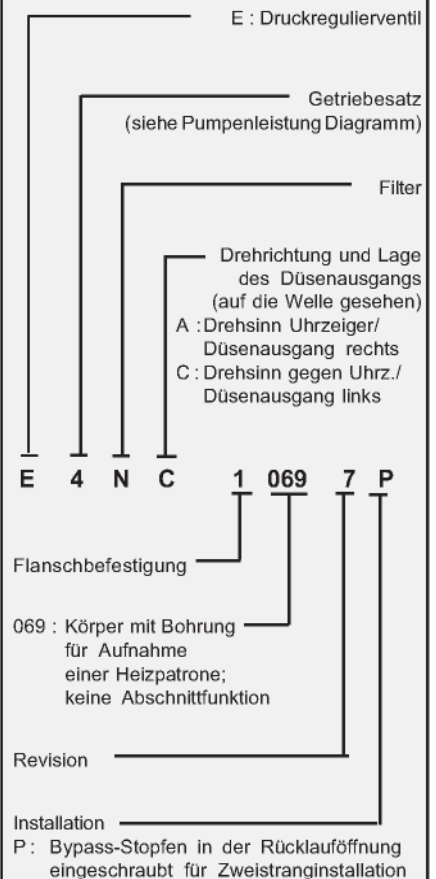 E : Druckregulierventil
Getriebesatz
(siehe Pumpenleistung Diagramm)
Filter
Drehrichtung und Lage
des Düsenausgangs
(auf die Welle gesehen)
A : Drehsinn Uhrzeiger/
Düsenausgang rechts
C : Drehsinn gegen Uhrz./
Düsenausgang links
E 4 N C 1 069 7 P
Flanschbefestigung
069 : Körper mit Bohrung
für Aufnahme
einer Heizpatrone;
keine Abschnittfunktion
Revision
Installation
P : Bypass-Stopfen in der Rücklauföffnung
eingeschraubt für Zweistranginstallation